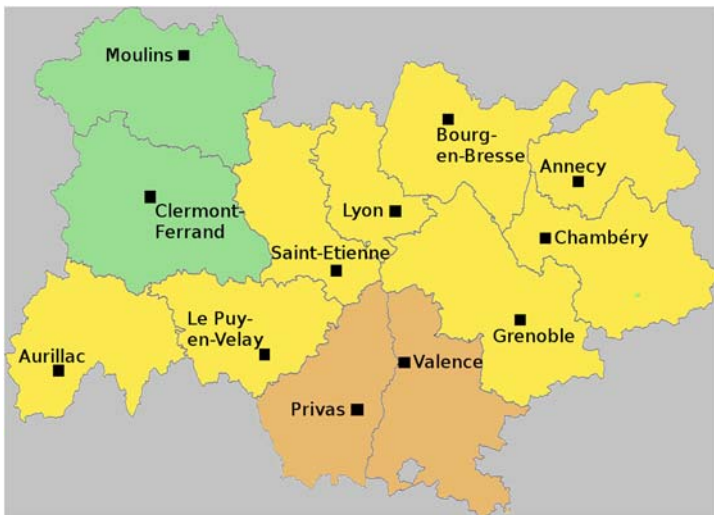 Moulins
Bourg-
en-Bresse
Annecy
Clermont-
Ferrand
Lyon
Chambéry
Saint-Etienne
Le Puy-
en-Velay
Grenoble
Aurillac
Valence
Privas